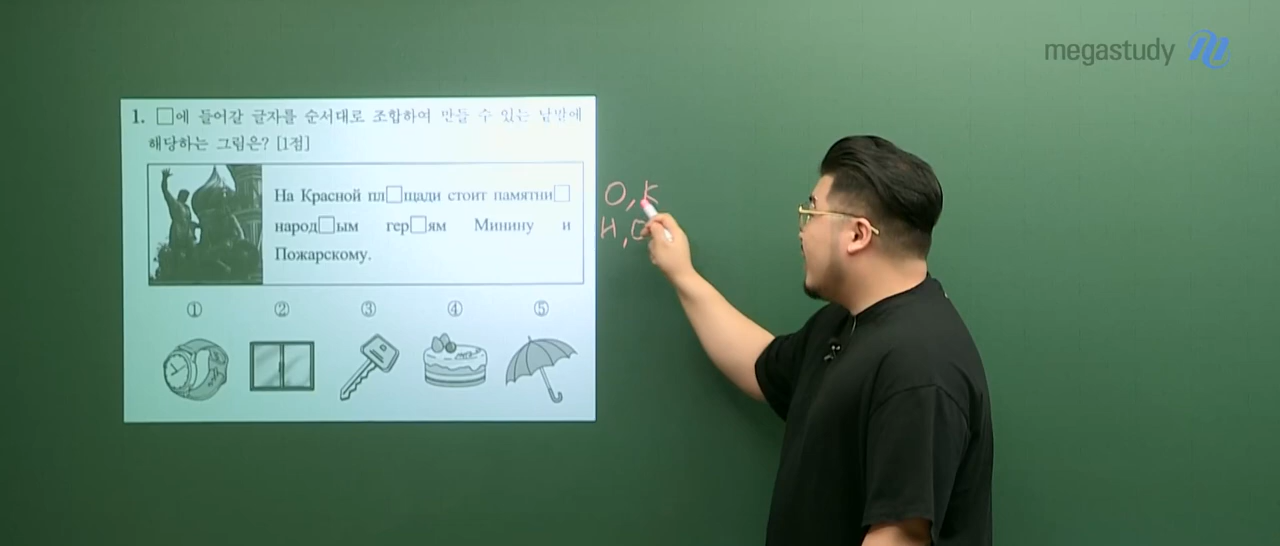 megastudy
1. □에 들어갈 글자를 순서대로 조합하여 만들 수 있는 낱말에
해당하는 그림은? [1점]
На Красной пл□щади стоит памятни□
народ□ым гер□ям Минину и
Пожарскому.
① ② ③ ④ ⑤
О, К
Н, О